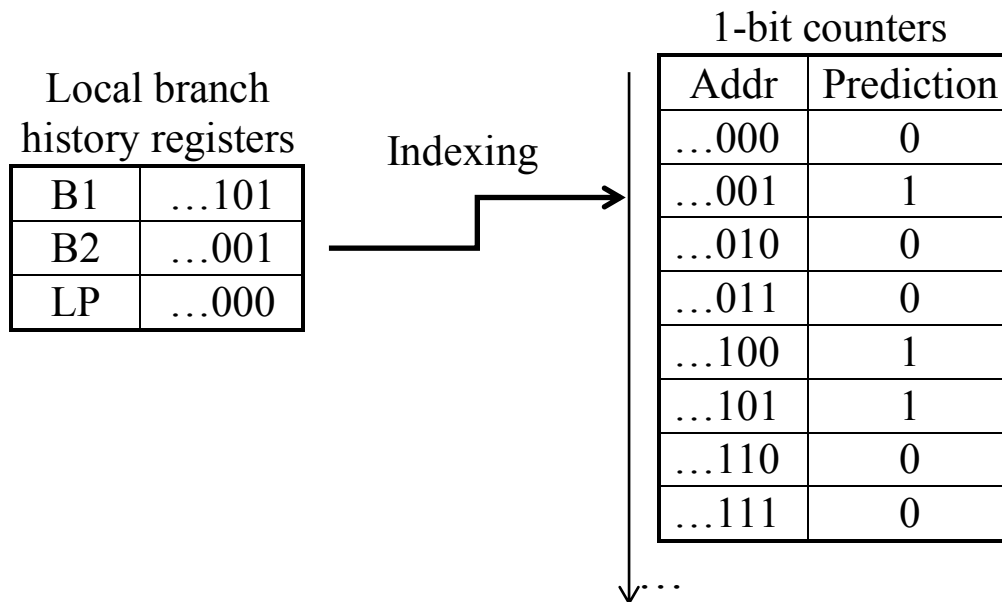 Local branch
history registers
B1 …101
B2 …001
LP …000
Indexing
1-bit counters
Addr Prediction
…000 0
…001 1
…010 0
…011 0
…100 1
…101 1
…110 0
…111 0
…